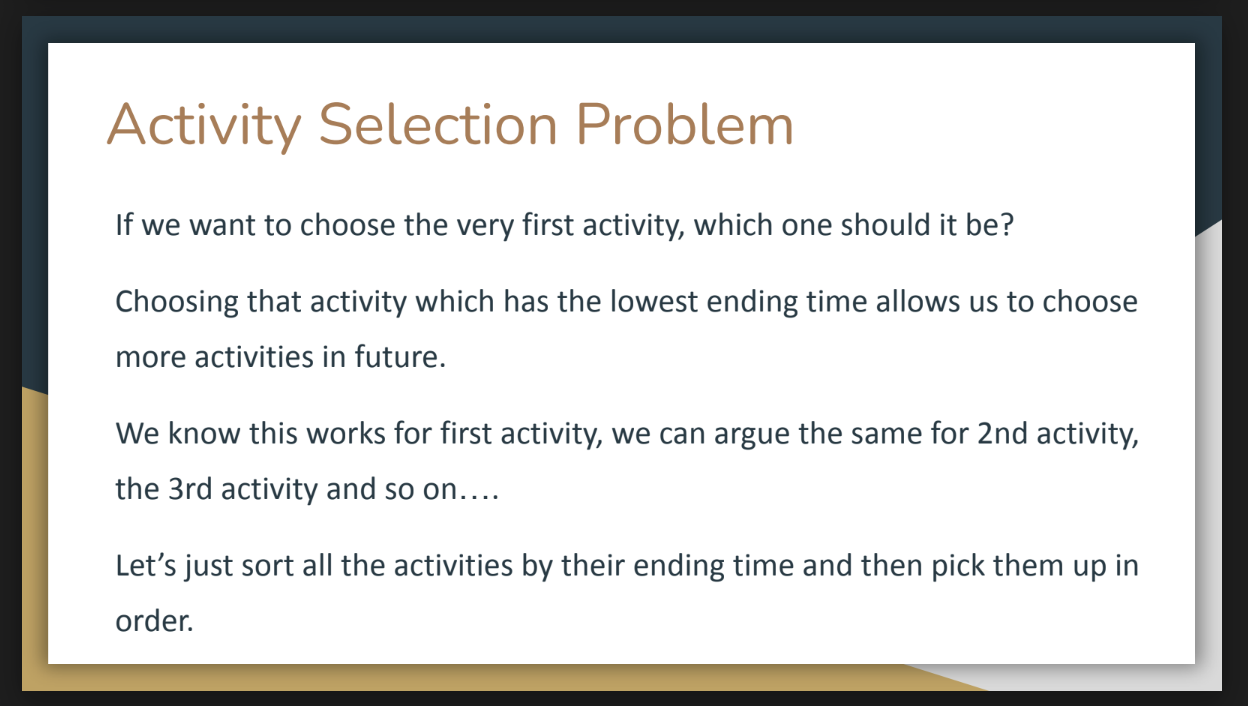 Activity Selection Problem
If we want to choose the very first activity, which one should it be?
Choosing that activity which has the lowest ending time allows us to choose
more activities in future.
We know this works for first activity, we can argue the same for 2nd activity,
the 3rd activity and so on….
Let’s just sort all the activities by their ending time and then pick them up in
order.